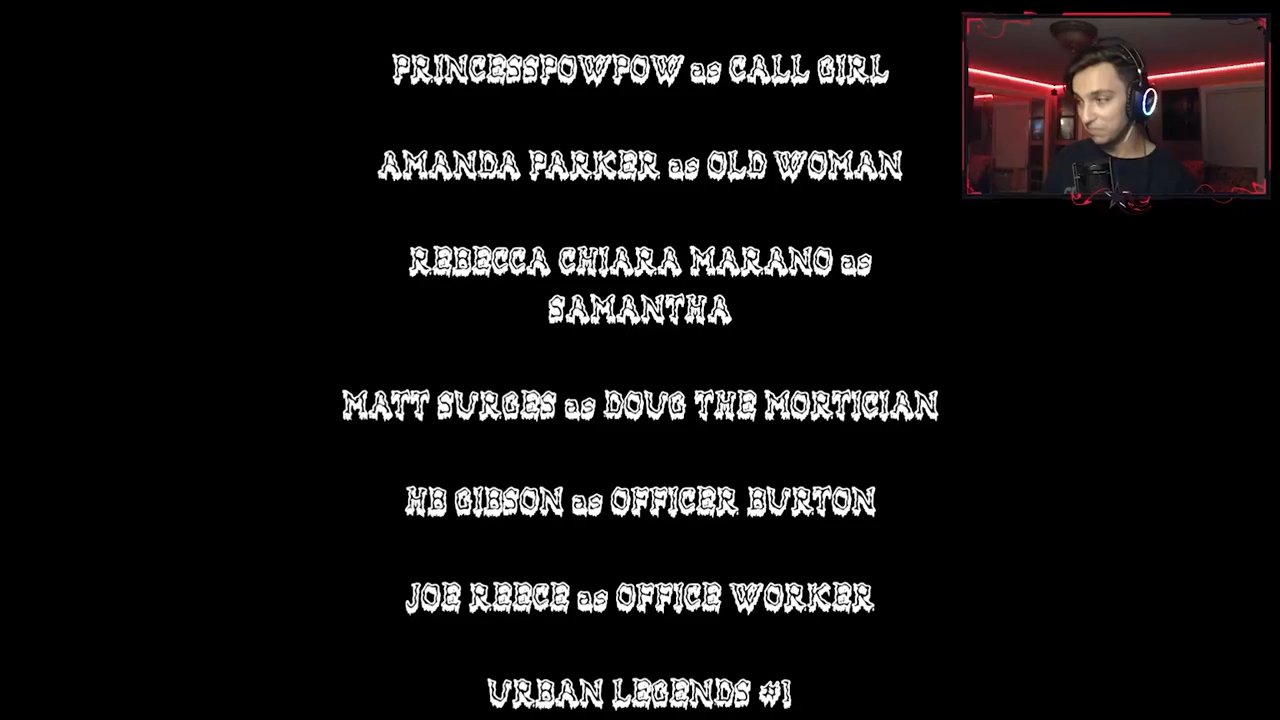 PRINCESSPOWPOW as CALL GIRL
AMANDA PARKER as OLD WOMAN
REBECCA CHIARA MARANO as
SAMANTHA
MATT SURGES as DOUG THE MORTICIAN
HB GIBSON as OFFICER BURTON
JOE REECE as OFFICE WORKER
URBAN LEGENDS #1